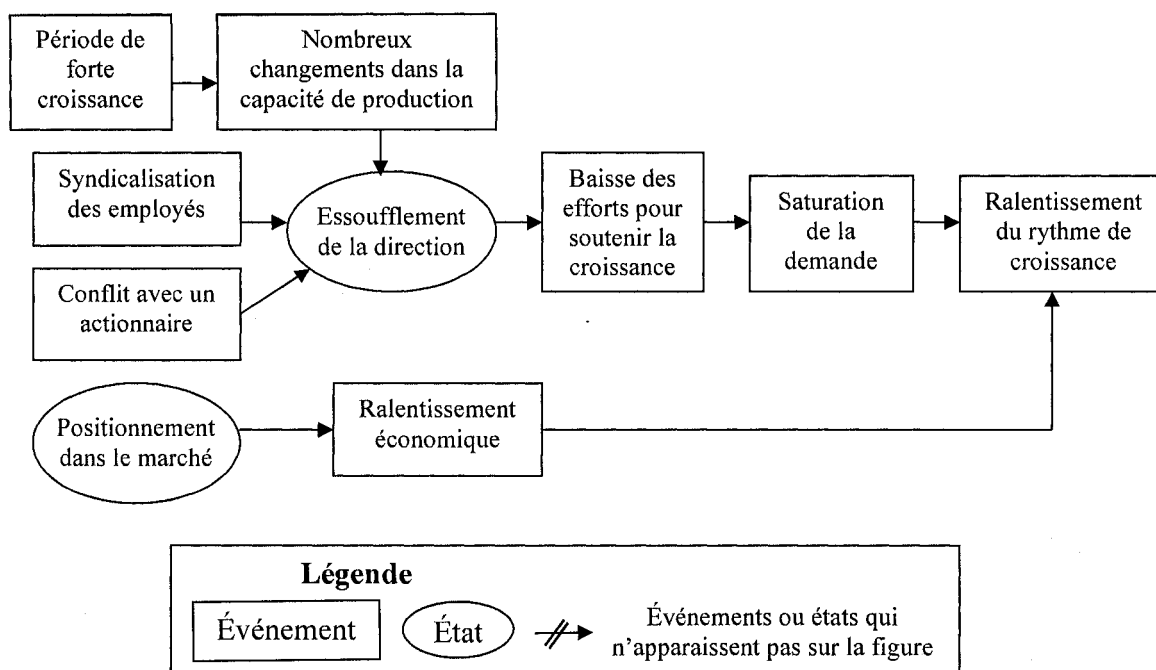 Période de
forte
croissance
Nombreux
changements dans la
capacité de production
Syndicalisation
des employés
Essoufflement
de la direction
Baisse des
efforts pour
soutenir la
croissance
Saturation
de la
demande
Ralentissement
du rythme de
croissance
Conflit avec un
actionnaire
Positionnement
dans le marché
Ralentissement
économique
Légende
Événement
État
Événements ou états qui
n'apparaissent pas sur la figure